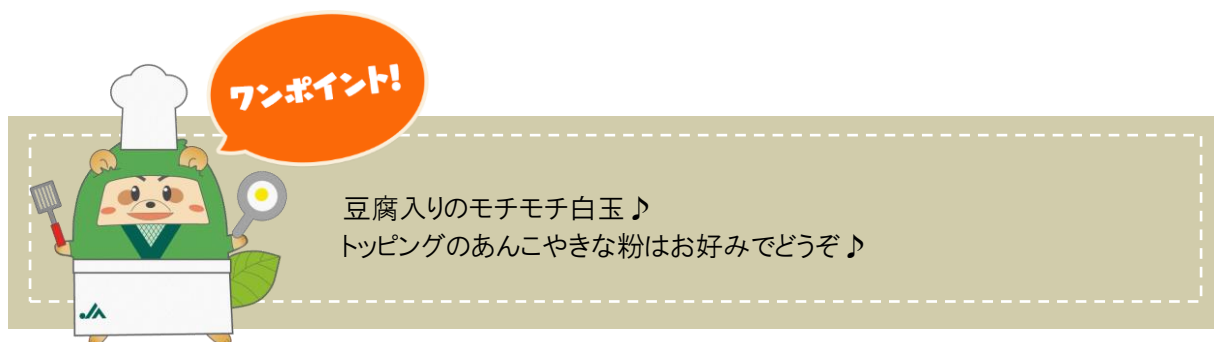 ワンポイント!
豆腐入りのモチモチ白玉♪
トッピングのあんこやきな粉はお好みでどうぞ♪
JA